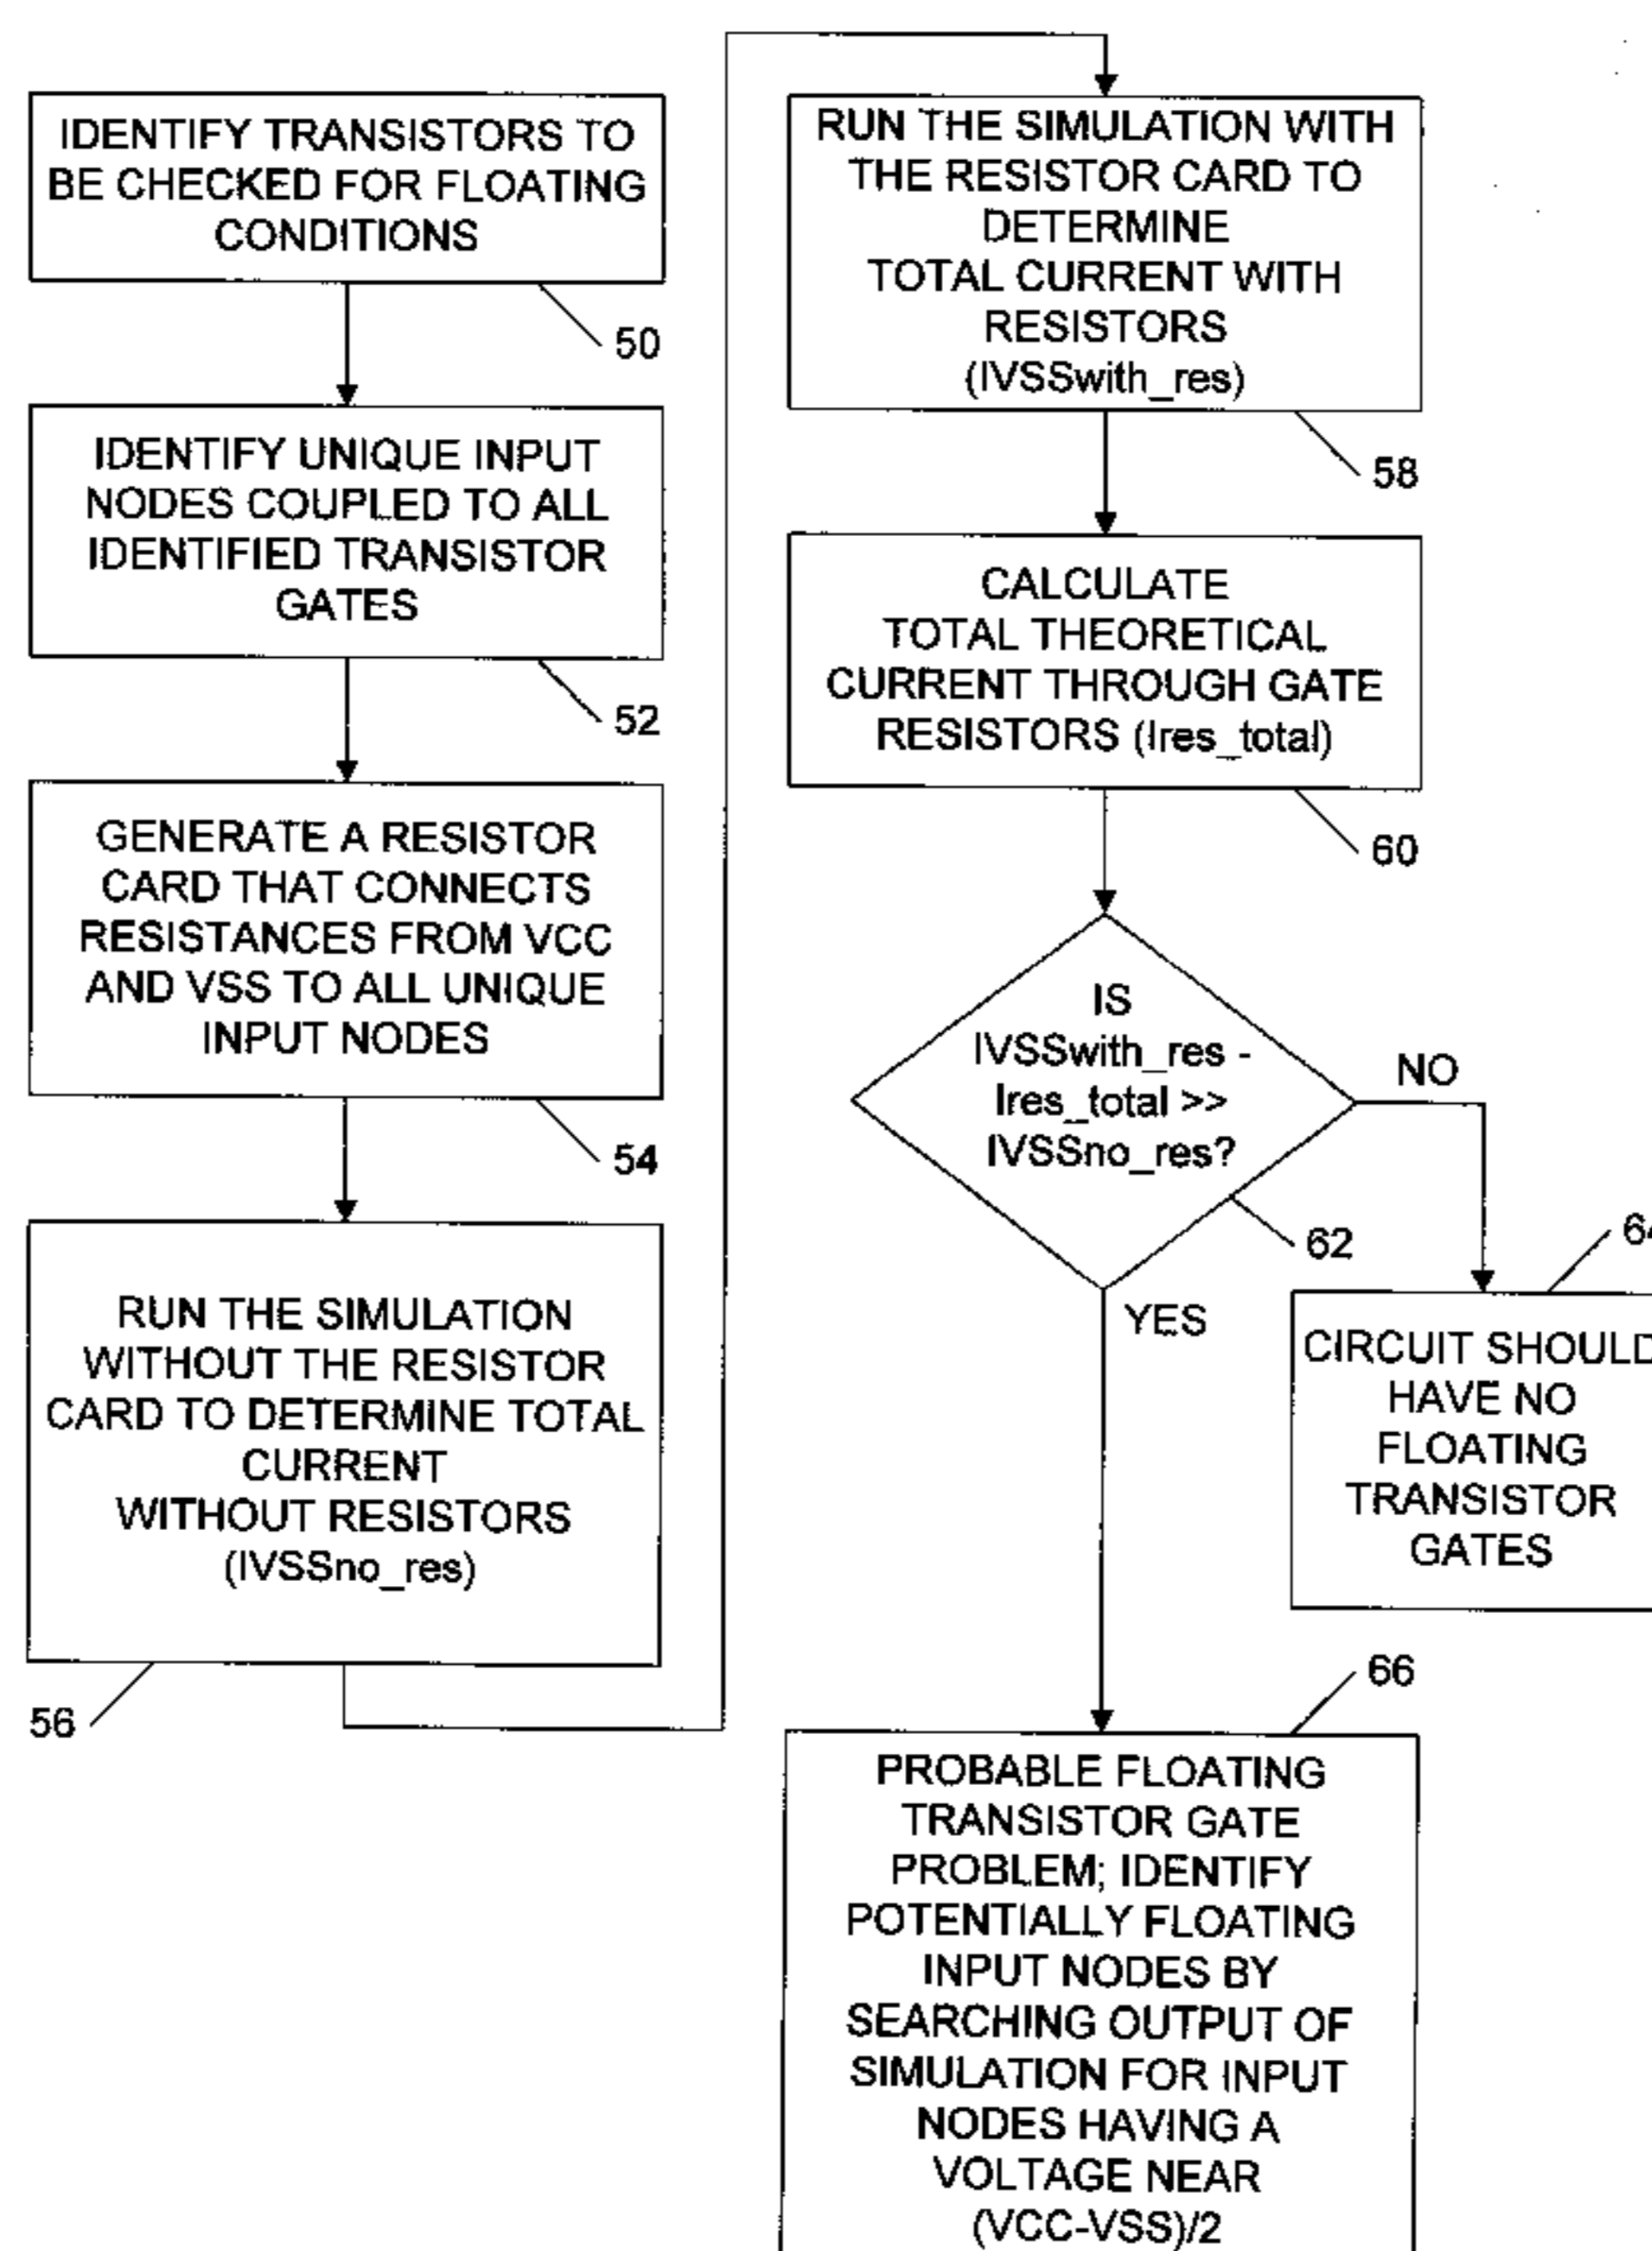 IDENTIFY TRANSISTORS TO
BE CHECKED FOR FLOATING
CONDITIONS
50
IDENTIFY UNIQUE INPUT
NODES COUPLED TO ALL
IDENTIFIED TRANSISTOR
GATES
52
GENERATE A RESISTOR
CARD THAT CONNECTS
RESISTANCES FROM VCC
AND VSS TO ALL UNIQUE
INPUT NODES
54
RUN THE SIMULATION
WITHOUT THE RESISTOR
CARD TO DETERMINE TOTAL
CURRENT
WITHOUT RESISTORS
(IVSSno_res)
56
RUN THE SIMULATION WITH
THE RESISTOR CARD TO
DETERMINE
TOTAL CURRENT WITH
RESISTORS
(IVSSwith_res)
58
CALCULATE
TOTAL THEORETICAL
CURRENT THROUGH GATE
RESISTORS (Ires_total)
60
IS
IVSSwith_res -
Ires_total >>
IVSSno_res?
62
NO
YES
64
CIRCUIT SHOULD
HAVE NO
FLOATING
TRANSISTOR
GATES
66
PROBABLE FLOATING
TRANSISTOR GATE
PROBLEM; IDENTIFY
POTENTIALLY FLOATING
INPUT NODES BY
SEARCHING OUTPUT OF
SIMULATION FOR INPUT
NODES HAVING A
VOLTAGE NEAR
(VCC-VSS)/2